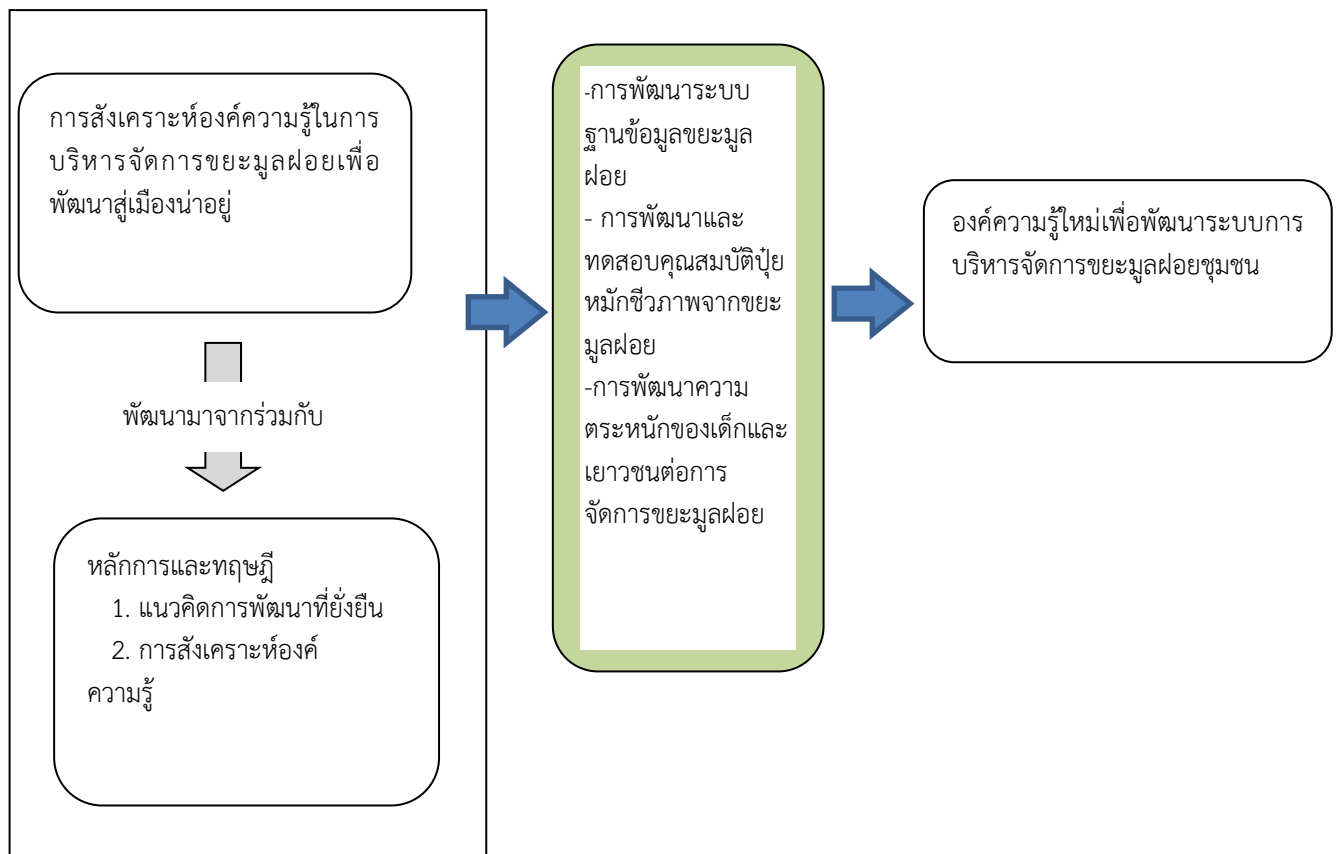 การสังเคราะห์องค์ความรู้ในการ
บริหารจัดการขยะมูลฝอยเพื่อ
พัฒนาสู่เมืองน่าอยู่
พัฒนามาจากร่วมกับ
หลักการและทฤษฎี
1. แนวคิดการพัฒนาที่ยั่งยืน
2. การสังเคราะห์องค์
ความรู้
-การพัฒนาระบบ
ฐานข้อมูลขยะมูล
ฝอย
- การพัฒนาและ
ทดสอบคุณสมบัติปุ๋ย
หมักชีวภาพจากขยะ
มูลฝอย
-การพัฒนาความ
ตระหนักของเด็กและ
เยาวชนต่อการ
จัดการขยะมูลฝอย
องค์ความรู้ใหม่เพื่อพัฒนาระบบการ
บริหารจัดการขยะมูลฝอยชุมชน